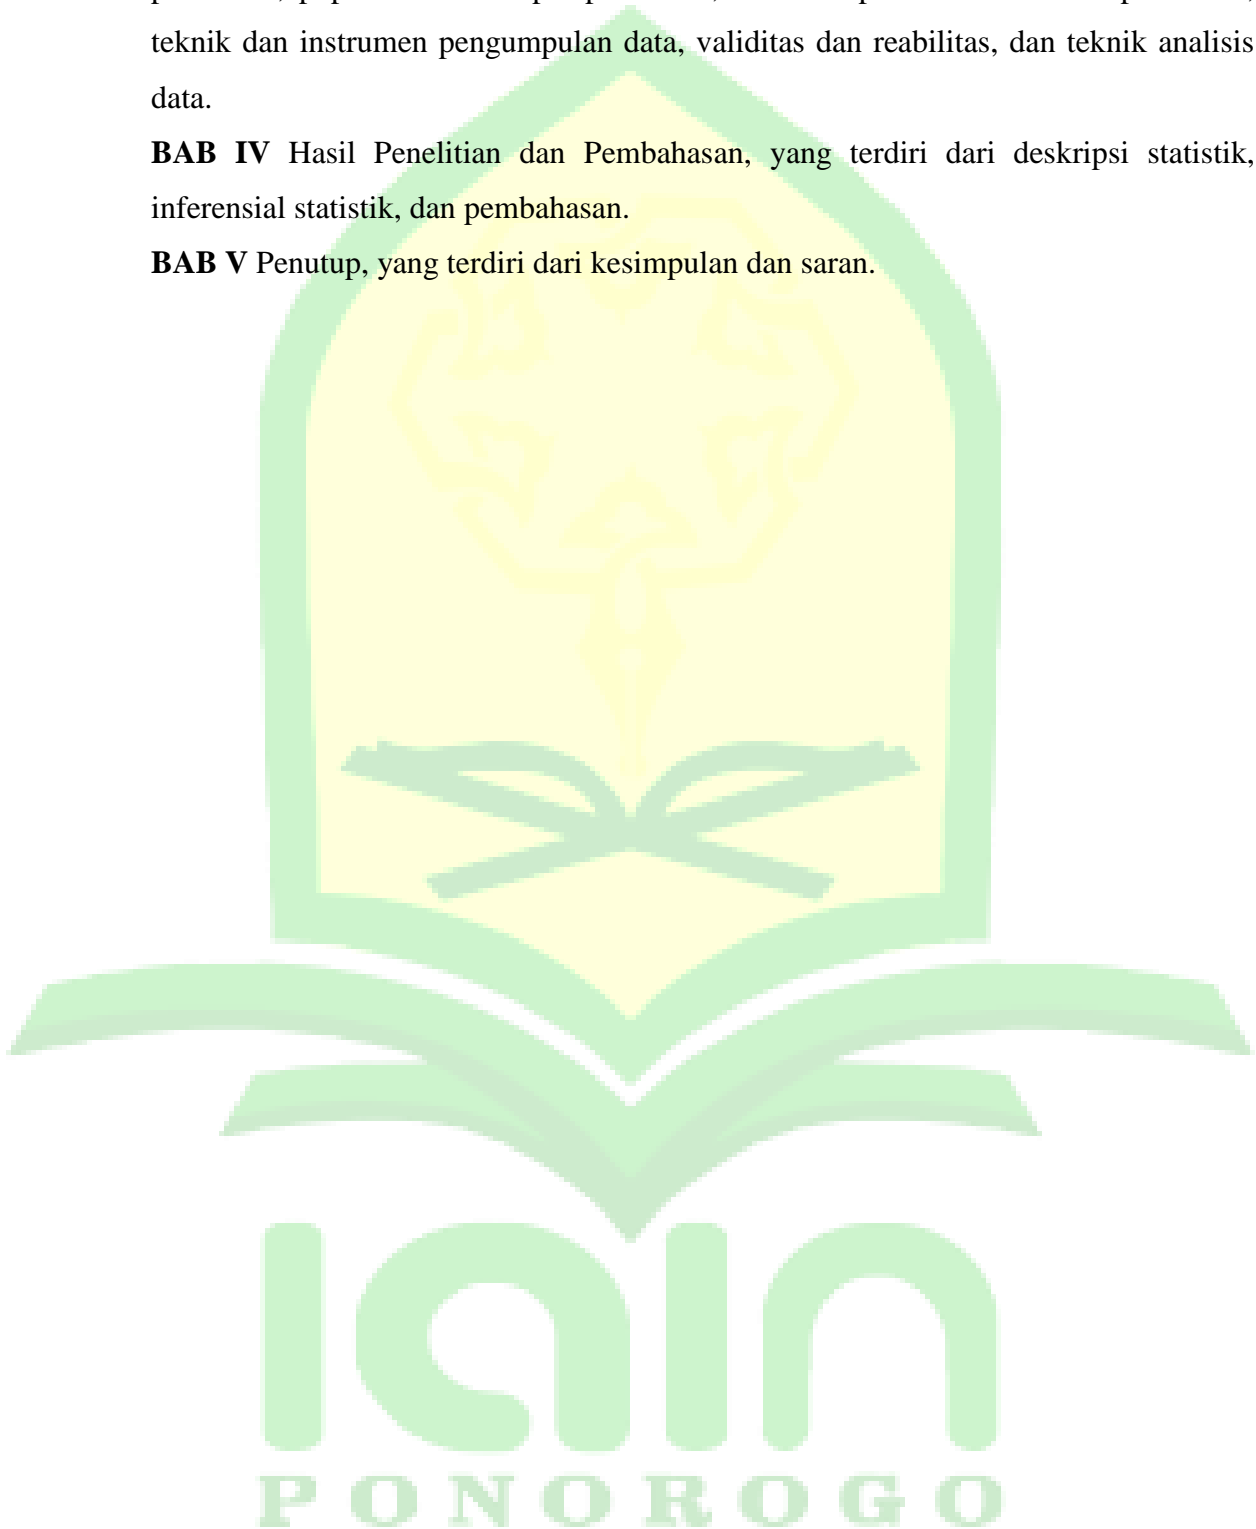 teknik dan instrumen pengumpulan data, validitas dan reabilitas, dan teknik analisis
data.
BAB IV Hasil Penelitian dan Pembahasan, yang terdiri dari deskripsi statistik,
inferensial statistik, dan pembahasan.
BAB V Penutup, yang terdiri dari kesimpulan dan saran.
iain
PONOROGO